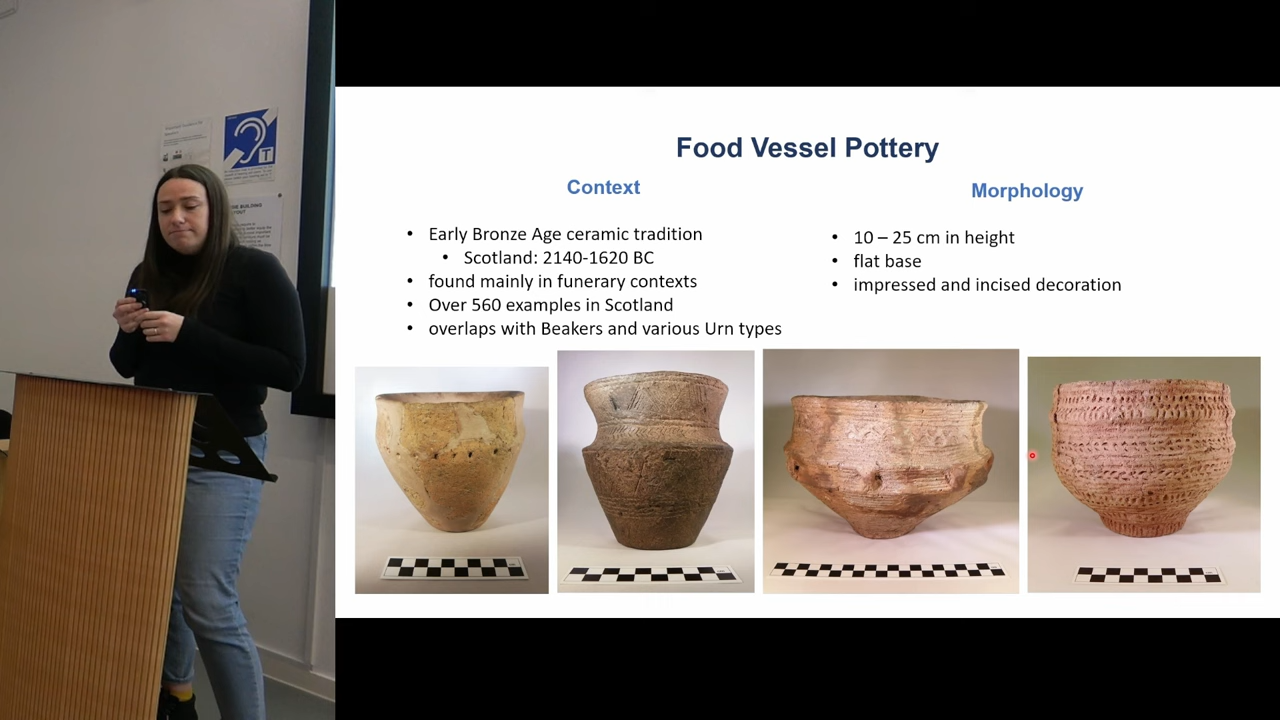 Food Vessel Pottery
Context
• Early Bronze Age ceramic tradition
• Scotland: 2140-1620 BC
• found mainly in funerary contexts
• Over 560 examples in Scotland
• overlaps with Beakers and various Urn types
Morphology
• 10 – 25 cm in height
• flat base
• impressed and incised decoration
T
BUILDING